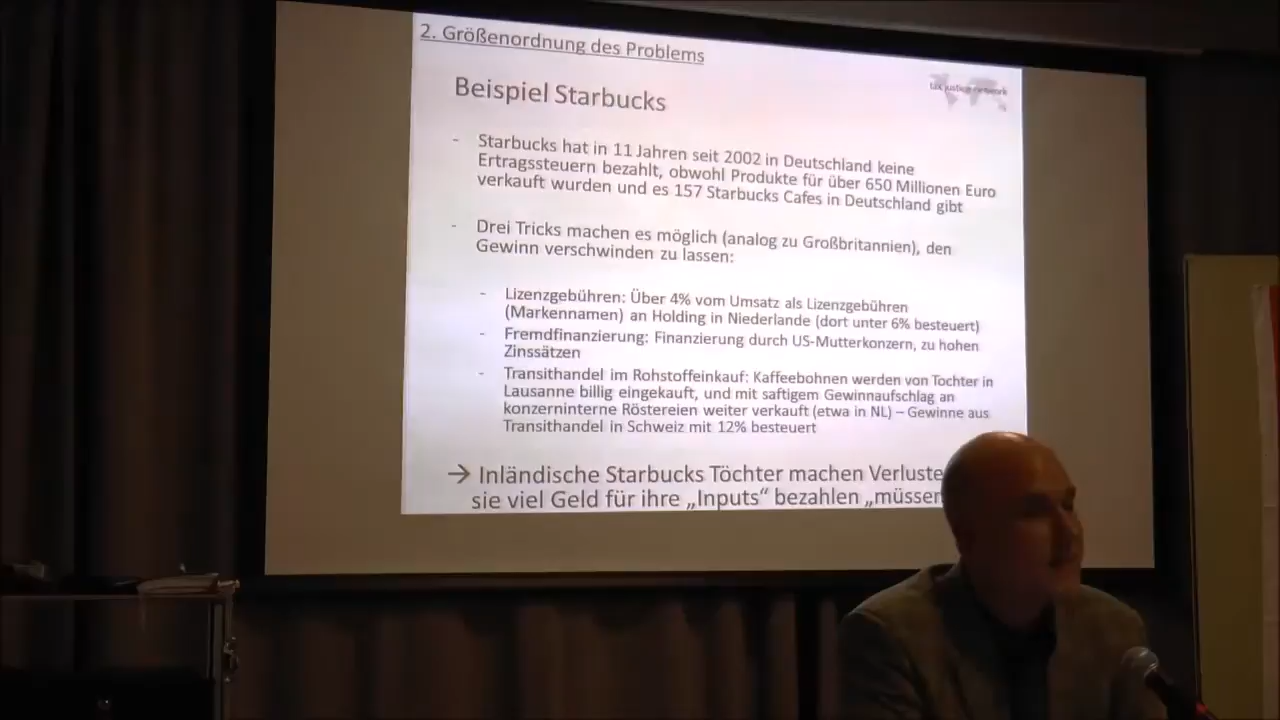 2. Größenordnung des Problems
tax justice network
Beispiel Starbucks
- Starbucks hat in 11 Jahren seit 2002 in Deutschland keine
Ertragssteuern bezahlt, obwohl Produkte für über 650 Millionen Euro
verkauft wurden und es 157 Starbucks Cafes in Deutschland gibt
- Drei Tricks machen es möglich (analog zu Großbritannien), den
Gewinn verschwinden zu lassen:
- Lizenzgebühren: Über 4% vom Umsatz als Lizenzgebühren
(Markennamen) an Holding in Niederlande (dort unter 6% besteuert)
- Fremdfinanzierung: Finanzierung durch US-Mutterkonzern, zu hohen
Zinssätzen
- Transithandel im Rohstoffeinkauf: Kaffeebohnen werden von Tochter in
Lausanne billig eingekauft, und mit saftigem Gewinnaufschlag an
konzerninterne Röstereien weiter verkauft (etwa in NL) – Gewinne aus
Transithandel in Schweiz mit 12% besteuert
→ Inländische Starbucks Töchter machen Verluste
sie viel Geld für ihre „Inputs“ bezahlen „müssen